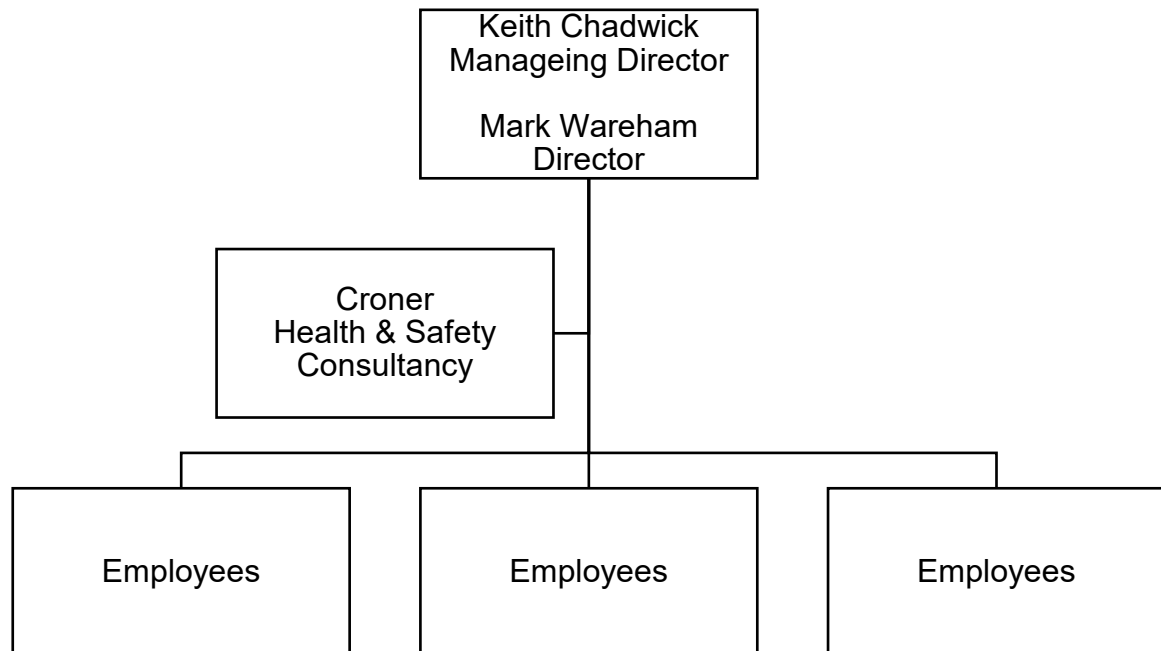 Keith Chadwick
Manageing Director
Mark Wareham
Director
Croner
Health & Safety
Consultancy
Employees
Employees
Employees